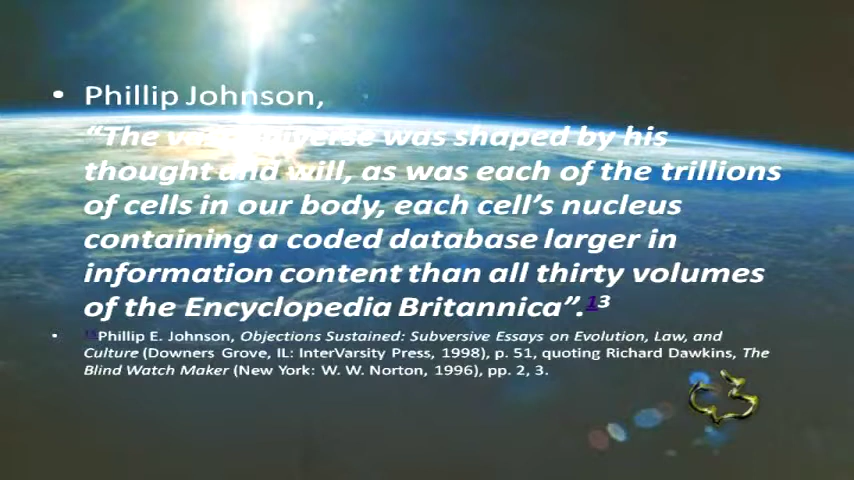 • Phillip Johnson,
“The vast universe was shaped by his
thought and will, as was each of the trillions
of cells in our body, each cell’s nucleus
containing a coded database larger in
information content than all thirty volumes
of the Encyclopedia Britannica”.13
• 13Phillip E. Johnson, Objections Sustained: Subversive Essays on Evolution, Law, and
Culture (Downers Grove, IL: InterVarsity Press, 1998), p. 51, quoting Richard Dawkins, The
Blind Watch Maker (New York: W. W. Norton, 1996), pp. 2, 3.